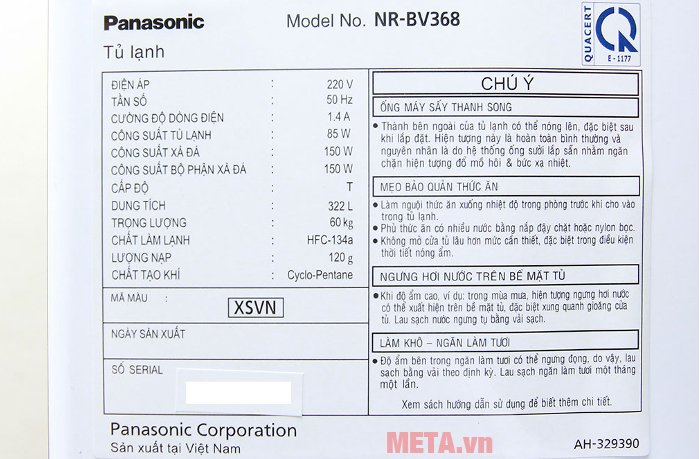 Panasonic Model No. NR-BV368
Tủ lạnh
QUACERT
E - 1177
ĐIỆN ÁP : 220 V
TẦN SỐ : 50 Hz
CƯỜNG ĐỘ DÒNG ĐIỆN : 1.4 A
CÔNG SUẤT TỦ LẠNH : 85W
CÔNG SUẤT XẢ ĐÁ : 150 W
CÔNG SUẤT BỘ PHẬN XẢ ĐÁ : 150 W
CẤP ĐỘ : T
DUNG TÍCH : 322 L
TRỌNG LƯỢNG : 60 kg
CHẤT LÀM LẠNH : HFC-134a
LƯỢNG NẠP : 120 g
CHẤT TẠO KHÍ : Cyclo-Pentane
MÃ MÀU : XSVN
NGÀY SẢN XUẤT
SỐ SERIAL
CHÚ Ý
ỐNG MÁY SẤY THANH SONG
• Thành bên ngoài của tủ lạnh có thể nóng lên, đặc biệt sau
khi lắp đặt. Hiện tượng này là hoàn toàn bình thường và
nguyên nhân là do hệ thống ống sưởi lắp sẵn nhằm ngăn
chặn hiện tượng đổ mồ hôi & bức xạ nhiệt.
MẸO BẢO QUẢN THỨC ĂN
• Làm nguội thức ăn xuống nhiệt độ trong phòng trước khi cho vào
trong tủ lạnh.
• Phủ thức ăn có nhiều nước bằng nắp đậy chặt hoặc nylon bọc.
• Không mở cửa tủ lâu hơn mức cần thiết, đặc biệt trong điều kiện
thời tiết nóng ẩm.
NGƯNG HƠI NƯỚC TRÊN BỀ MẶT TỦ
• Khi độ ẩm cao, ví dụ: trong mùa mưa, hiện tượng ngưng hơi nước
có thể xuất hiện trên bề mặt tủ, đặc biệt xung quanh gioăng cửa
tủ. Lau sạch nước ngưng tụ bằng vải sạch.
LÀM KHÔ – NGĂN LÀM TƯƠI
• Độ ẩm bên trong ngăn làm tươi có thể ngưng đọng, do vậy, lau
sạch bằng vải theo định kỳ. Lau sạch ngăn làm tươi một tháng
một lần.
Xem sách hướng dẫn sử dụng để biết thêm chi tiết.
Panasonic Corporation
Sản xuất tại Việt Nam
META.vn
AH-329390